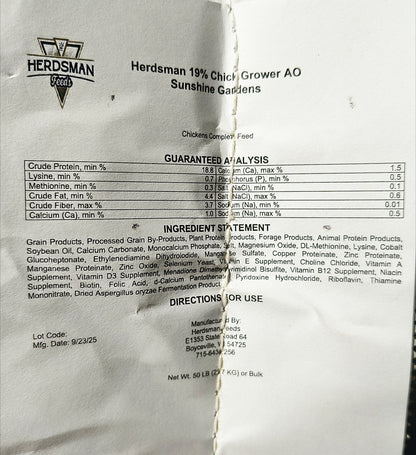 HERDSMAN
Feeds
Herdsman 19% Chick Grower AO
Sunshine Gardens
Chickens Complete Feed
GUARANTEED ANALYSIS
Crude Protein, min % 18.8 Calcium (Ca), max % 1.5
Lysine, min % 0.7 Phosphorus (P), min % 0.5
Methionine, min % 0.3 Salt (NaCl), min % 0.1
Crude Fat, min % 4.4 Salt (NaCl), max % 0.6
Crude Fiber, max % 3.7 Sodium (Na), min % 0.01
Calcium (Ca), min % 1.0 Sodium (Na), max % 0.5
INGREDIENT STATEMENT
Grain Products, Processed Grain By-Products, Plant Protein Products, Forage Products, Animal Protein Products,
Soybean Oil, Calcium Carbonate, Monocalcium Phosphate, Salt, Magnesium Oxide, DL-Methionine, Lysine, Cobalt
Glucoheptonate, Ethylenediamine Dihydroiodide, Manganese Sulfate, Copper Proteinate, Zinc Proteinate,
Manganese Proteinate, Zinc Oxide, Selenium Yeast, Vitamin E Supplement, Choline Chloride, Vitamin A
Supplement, Vitamin D3 Supplement, Menadione Dimethylpyrimidinol Bisulfite, Vitamin B12 Supplement, Niacin
Supplement, Biotin, Folic Acid, d-Calcium Pantothenate, Pyridoxine Hydrochloride, Riboflavin, Thiamine
Mononitrate, Dried Aspergillus oryzae Fermentation Product
DIRECTIONS FOR USE
Lot Code:
Mfg. Date: 9/23/25
Manufactured By:
Herdsman Feeds
E1353 State Road 64
Boyceville, WI 54725
Net Wt. 50 LB (22.7 KG) or Bulk